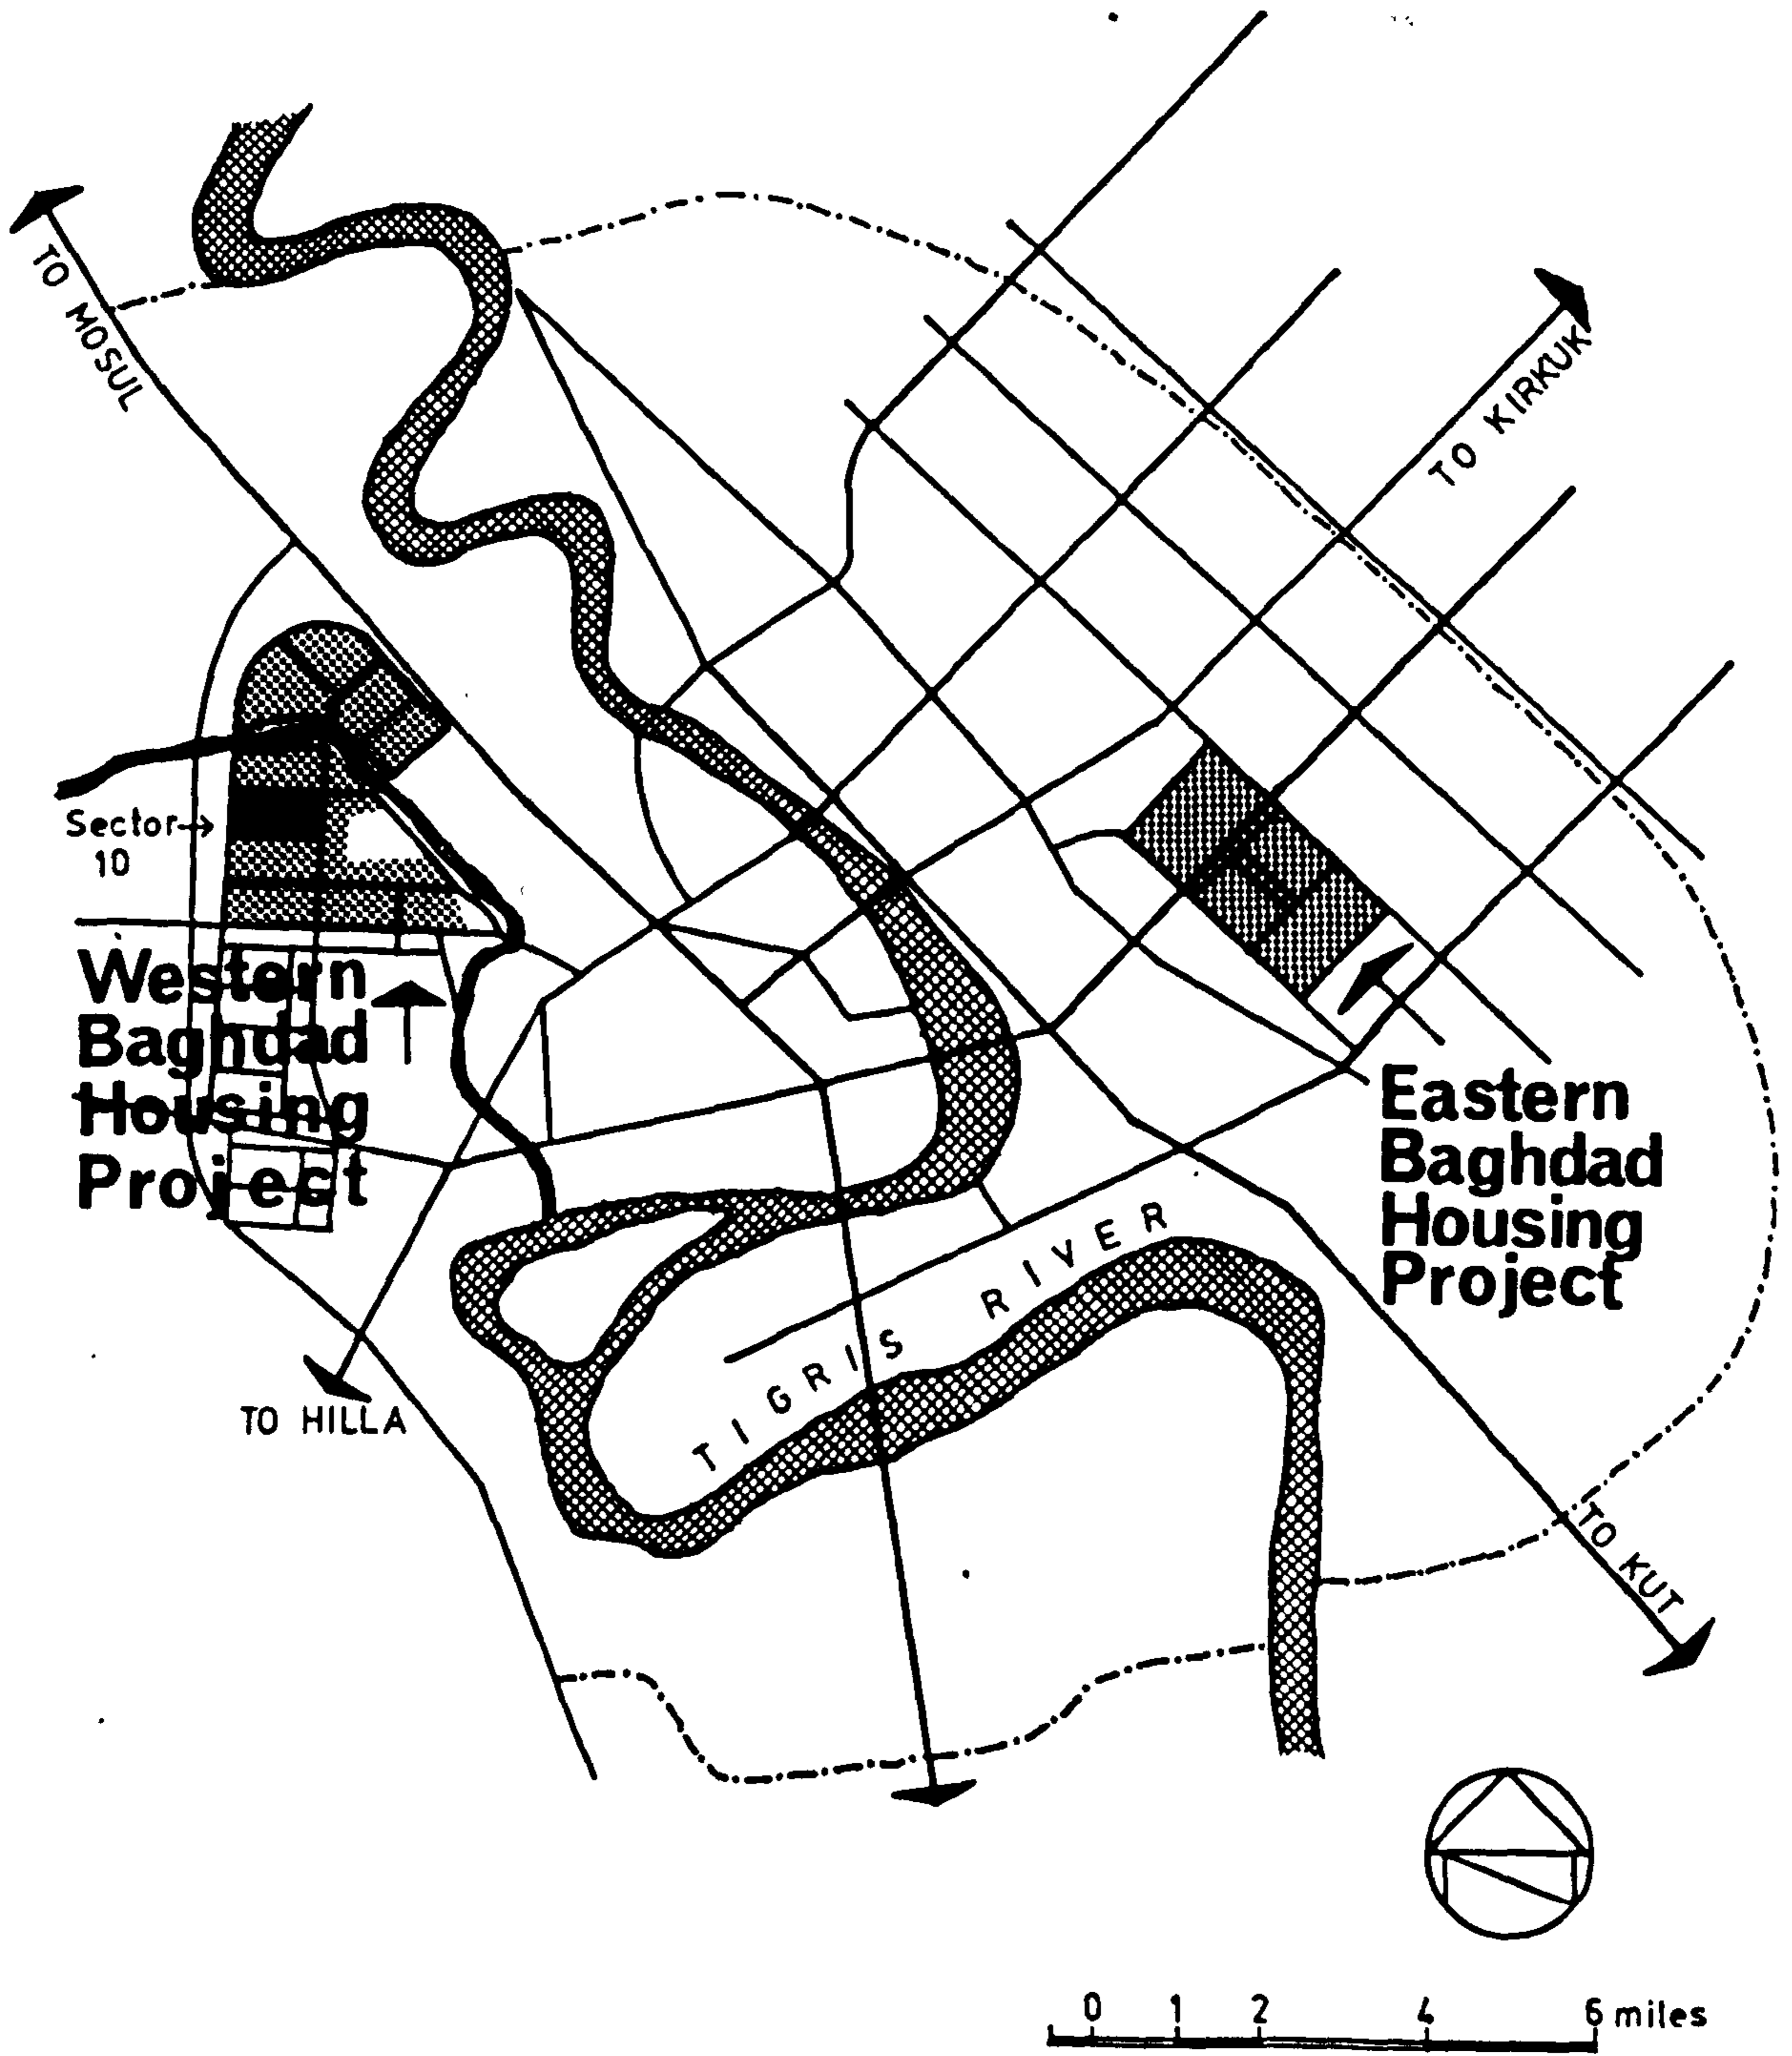 TO MOSUL
TO KIRKUK
Sector→
10
Western
Baghdad
Housing
Project
Eastern
Baghdad
Housing
Project
TIGRIS RIVER
TO HILLA
TO KUT
0 1 2 4 6 miles